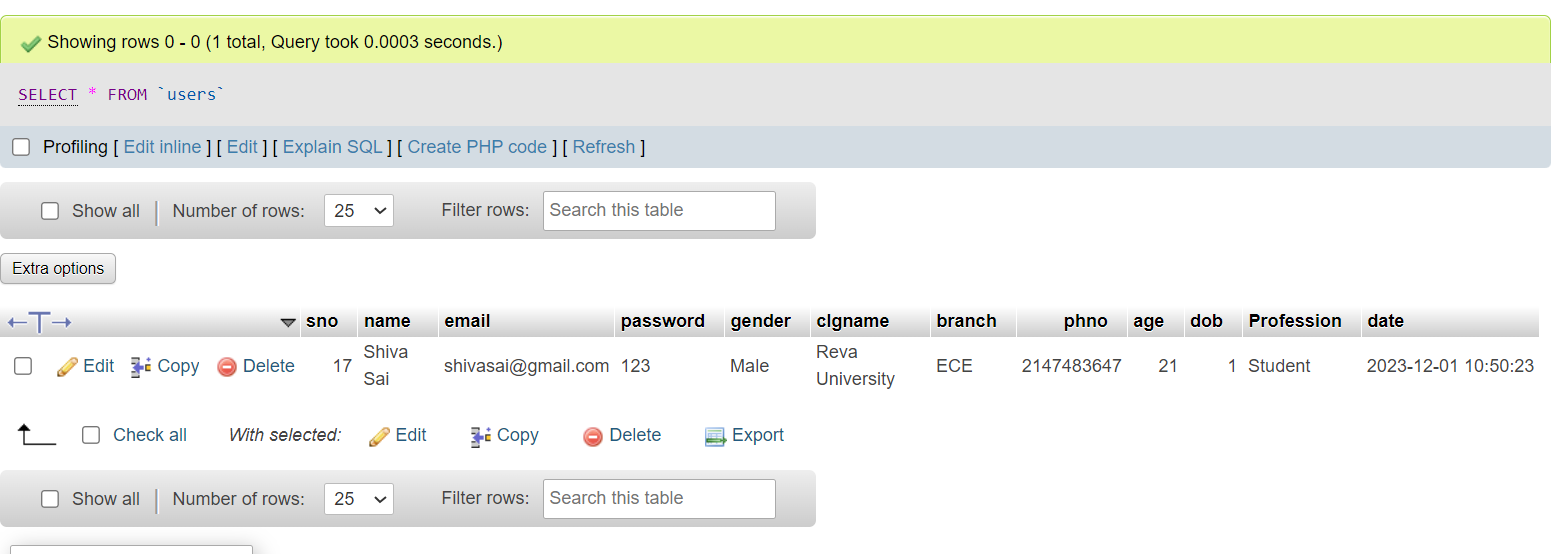 Showing rows 0 - 0 (1 total, Query took 0.0003 seconds.)
SELECT * FROM `users`
Profiling [ Edit inline ] [ Edit ] [ Explain SQL ] [ Create PHP code ] [ Refresh ]
Show all | Number of rows: 25 Filter rows: Search this table
Extra options
←T→ sno name email password gender clgname branch phno age dob Profession date
Edit Copy Delete 17 Shiva Sai shivasai@gmail.com 123 Male Reva University ECE 2147483647 21 1 Student 2023-12-01 10:50:23
Check all With selected: Edit Copy Delete Export
Show all | Number of rows: 25 Filter rows: Search this table